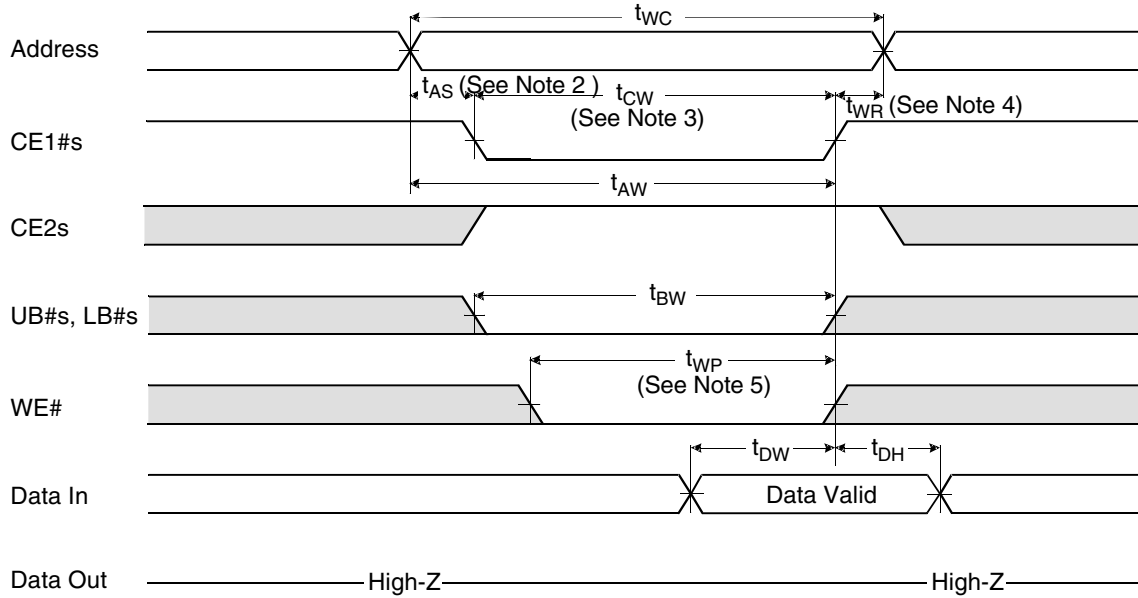 tWC
Address
tAS (See Note 2 )
tCW
(See Note 3)
tWR (See Note 4)
CE1#s
tAW
CE2s
tBW
UB#s, LB#s
tWP
(See Note 5)
WE#
tDW
tDH
Data In
Data Valid
Data Out
High-Z
High-Z